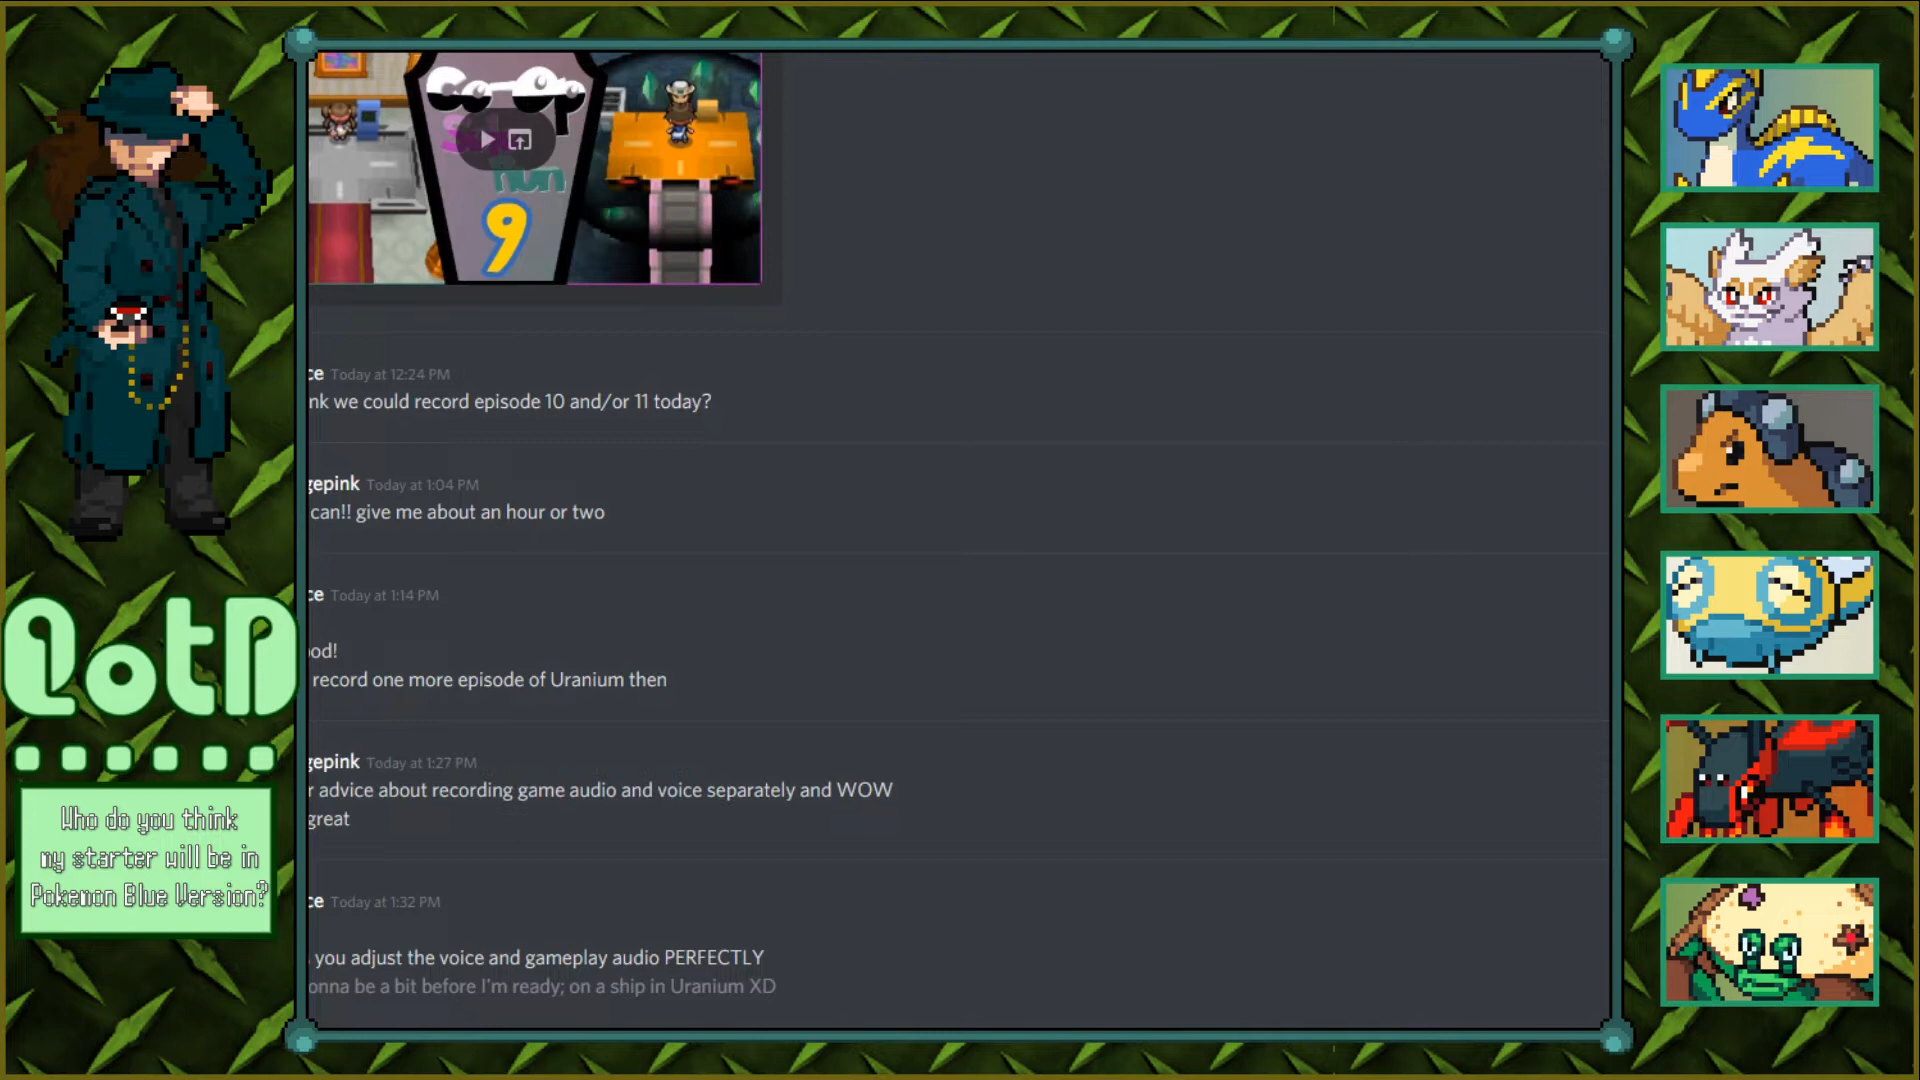 Co-Op
nun
9
ce Today at 12:24 PM
nk we could record episode 10 and/or 11 today?
gepink Today at 1:04 PM
can!! give me about an hour or two
ce Today at 1:14 PM
od!
record one more episode of Uranium then
gepink Today at 1:27 PM
r advice about recording game audio and voice separately and WOW
great
ce Today at 1:32 PM
you adjust the voice and gameplay audio PERFECTLY
onna be a bit before I'm ready; on a ship in Uranium XD
QotD
Who do you think
my starter will be in
Pokemon Blue Version?